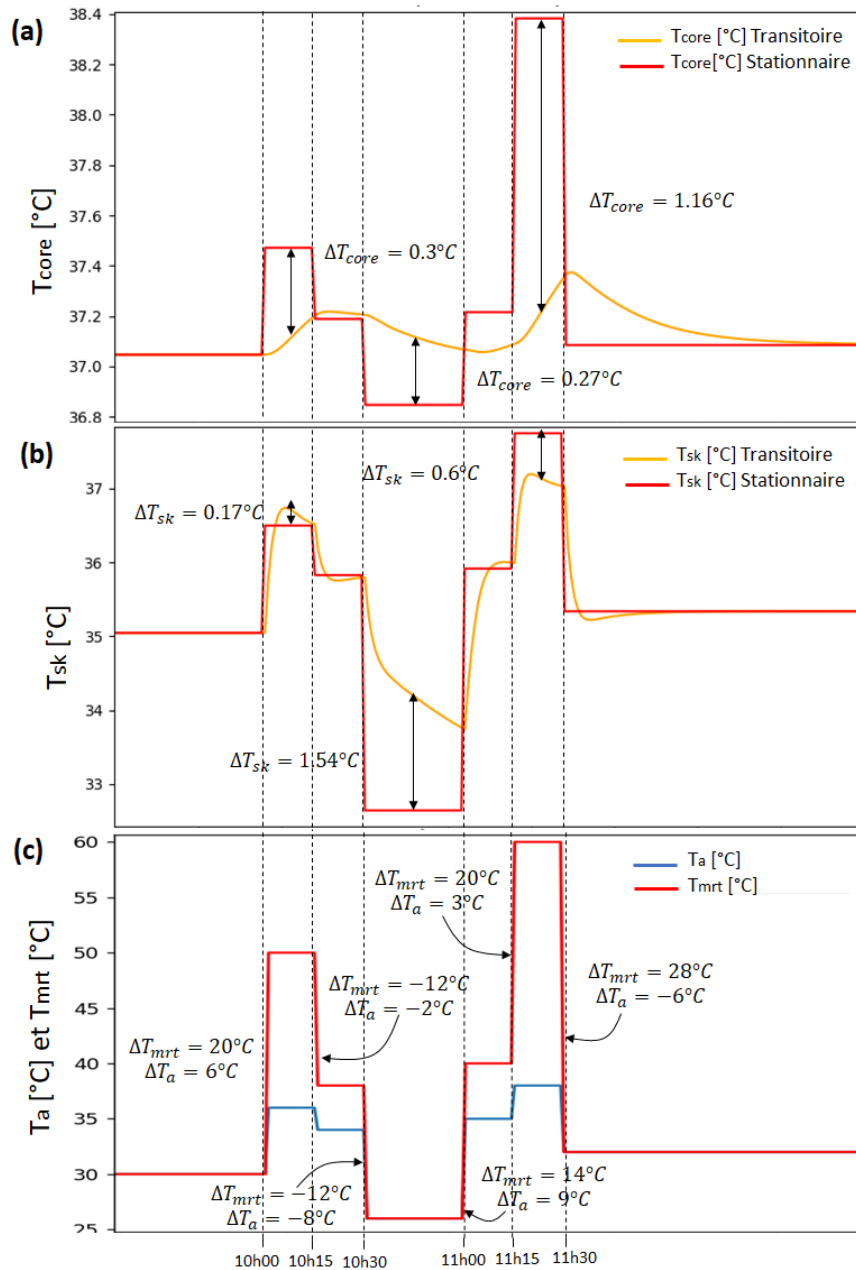 (a)
38.4
38.2
38.0
37.8
37.6
37.4
37.2
37.0
36.8
Tcore [°C]
Tcore [°C] Transitoire
Tcore[°C] Stationnaire
ΔTcore = 0.3°C
ΔTcore = 1.16°C
ΔTcore = 0.27°C
(b)
37
36
35
34
33
Tsk [°C]
Tsk [°C] Transitoire
Tsk [°C] Stationnaire
ΔTsk = 0.17°C
ΔTsk = 0.6°C
ΔTsk = 1.54°C
(c)
60
55
50
45
40
35
30
25
Ta [°C] et Tmrt [°C]
Ta [°C]
Tmrt [°C]
ΔTmrt = 20°C
ΔTa = 6°C
ΔTmrt = −12°C
ΔTa = −2°C
ΔTmrt = 20°C
ΔTa = 3°C
ΔTmrt = 28°C
ΔTa = −6°C
ΔTmrt = −12°C
ΔTa = −8°C
ΔTmrt = 14°C
ΔTa = 9°C
10h00 10h15 10h30 11h00 11h15 11h30